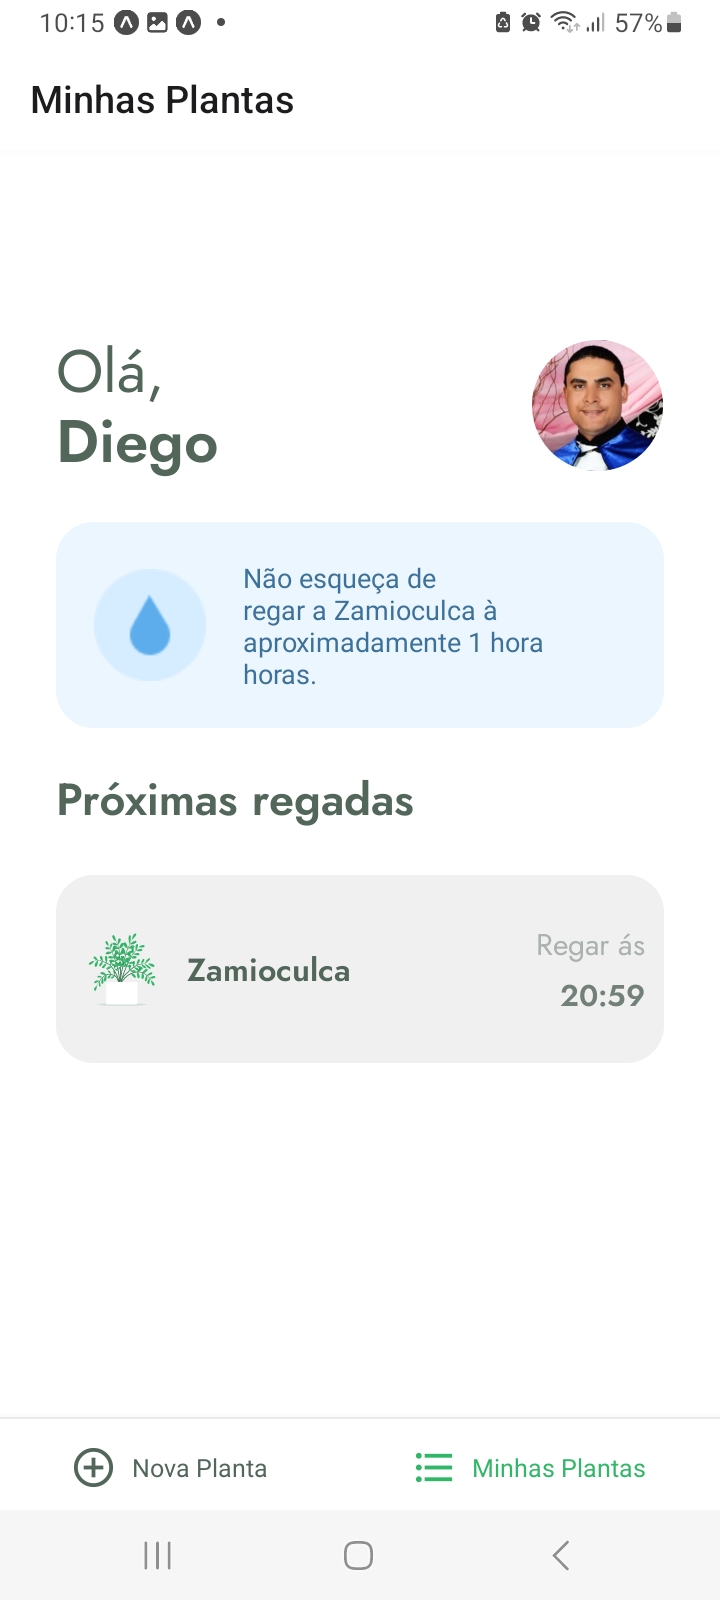 10:15
57%
Minhas Plantas
Olá,
Diego
Não esqueça de
regar a Zamioculca à
aproximadamente 1 hora
horas.
Próximas regadas
Zamioculca
Regar ás
20:59
Nova Planta
Minhas Plantas